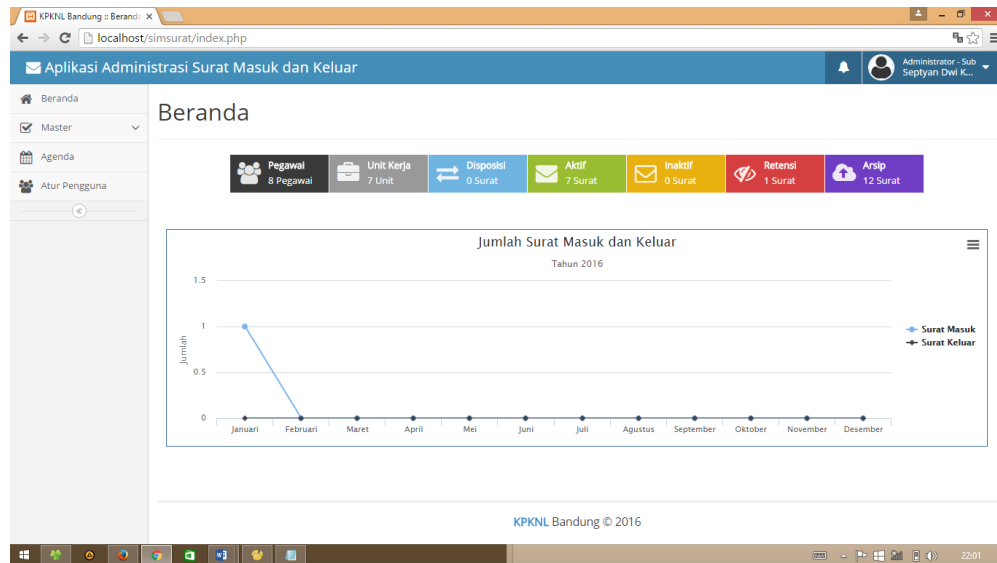 KPKNL Bandung :: Beranda
localhost/simsurat/index.php
Aplikasi Administrasi Surat Masuk dan Keluar
Administrator - Sub
Septyan Dwi K...
Beranda
Master
Agenda
Atur Pengguna
Beranda
Pegawai
8 Pegawai
Unit Kerja
7 Unit
Disposisi
0 Surat
Aktif
7 Surat
Inaktif
0 Surat
Retensi
1 Surat
Arsip
12 Surat
Jumlah Surat Masuk dan Keluar
Tahun 2016
Jumlah
1.5
1
0.5
0
Januari Februari Maret April Mei Juni Juli Agustus September Oktober November Desember
Surat Masuk
Surat Keluar
KPKNL Bandung © 2016
22:01